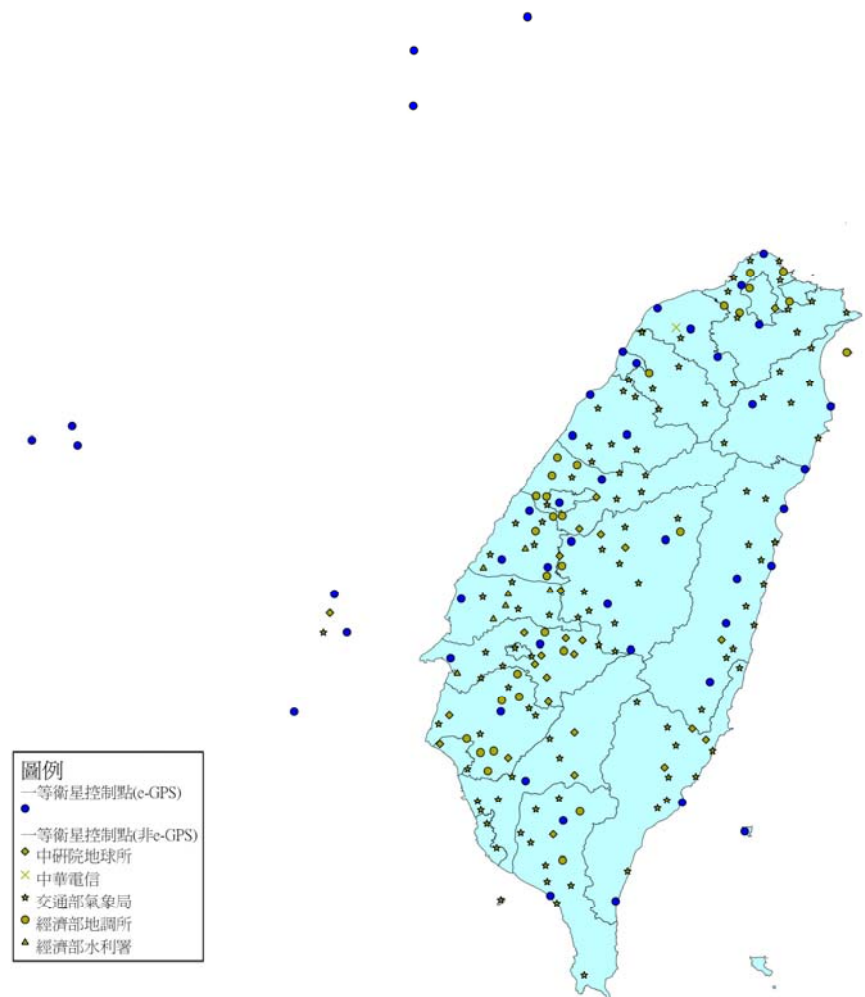 圖例
一等衛星控制點(e-GPS)
一等衛星控制點(非e-GPS)
中研院地球所
中華電信
交通部氣象局
經濟部地調所
經濟部水利署